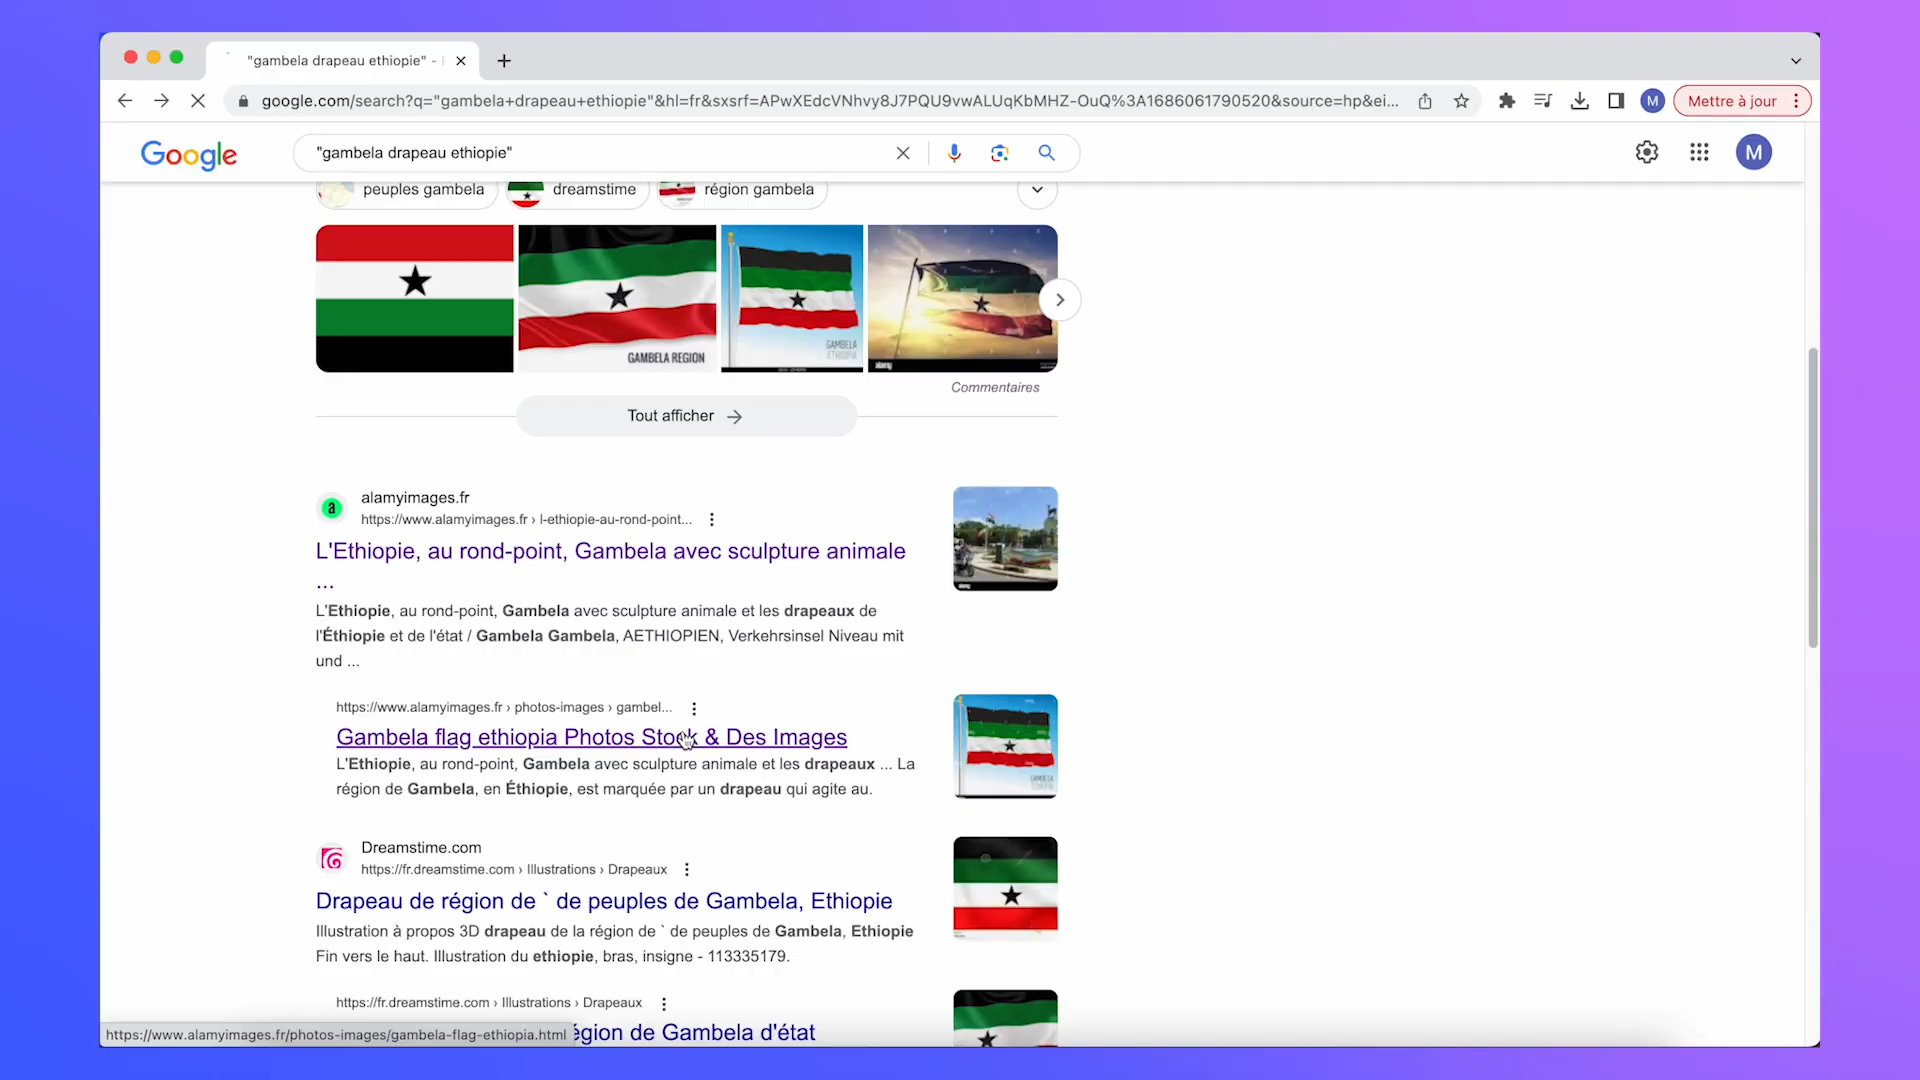 "gambela drapeau ethiopie" -
google.com/search?q="gambela+drapeau+ethiopie"&hl=fr&sxsrf=APwXEdcVNhvy8J7PQU9vwALUqKbMHZ-OuQ%3A1686061790520&source=hp&ei...
M
Mettre à jour
Google
"gambela drapeau ethiopie"
M
peuples gambela
dreamstime
région gambela
GAMBELA REGION
GAMBELA
ETHIOPIA
alamy
Commentaires
Tout afficher
a
alamyimages.fr
https://www.alamyimages.fr › l-ethiopie-au-rond-point...
L'Ethiopie, au rond-point, Gambela avec sculpture animale
...
L'Ethiopie, au rond-point, Gambela avec sculpture animale et les drapeaux de
l'Éthiopie et de l'état / Gambela Gambela, AETHIOPIEN, Verkehrsinsel Niveau mit
und ...
alamy
https://www.alamyimages.fr › photos-images › gambel...
Gambela flag ethiopia Photos Stock & Des Images
L'Ethiopie, au rond-point, Gambela avec sculpture animale et les drapeaux ... La
région de Gambela, en Éthiopie, est marquée par un drapeau qui agite au.
GAMBELA
ETHIOPIA
Dreamstime.com
https://fr.dreamstime.com › Illustrations › Drapeaux
Drapeau de région de ` de peuples de Gambela, Ethiopie
Illustration à propos 3D drapeau de la région de ` de peuples de Gambela, Ethiopie
Fin vers le haut. Illustration du ethiopie, bras, insigne - 113335179.
https://fr.dreamstime.com › Illustrations › Drapeaux
égion de Gambela d'état
https://www.alamyimages.fr/photos-images/gambela-flag-ethiopia.html